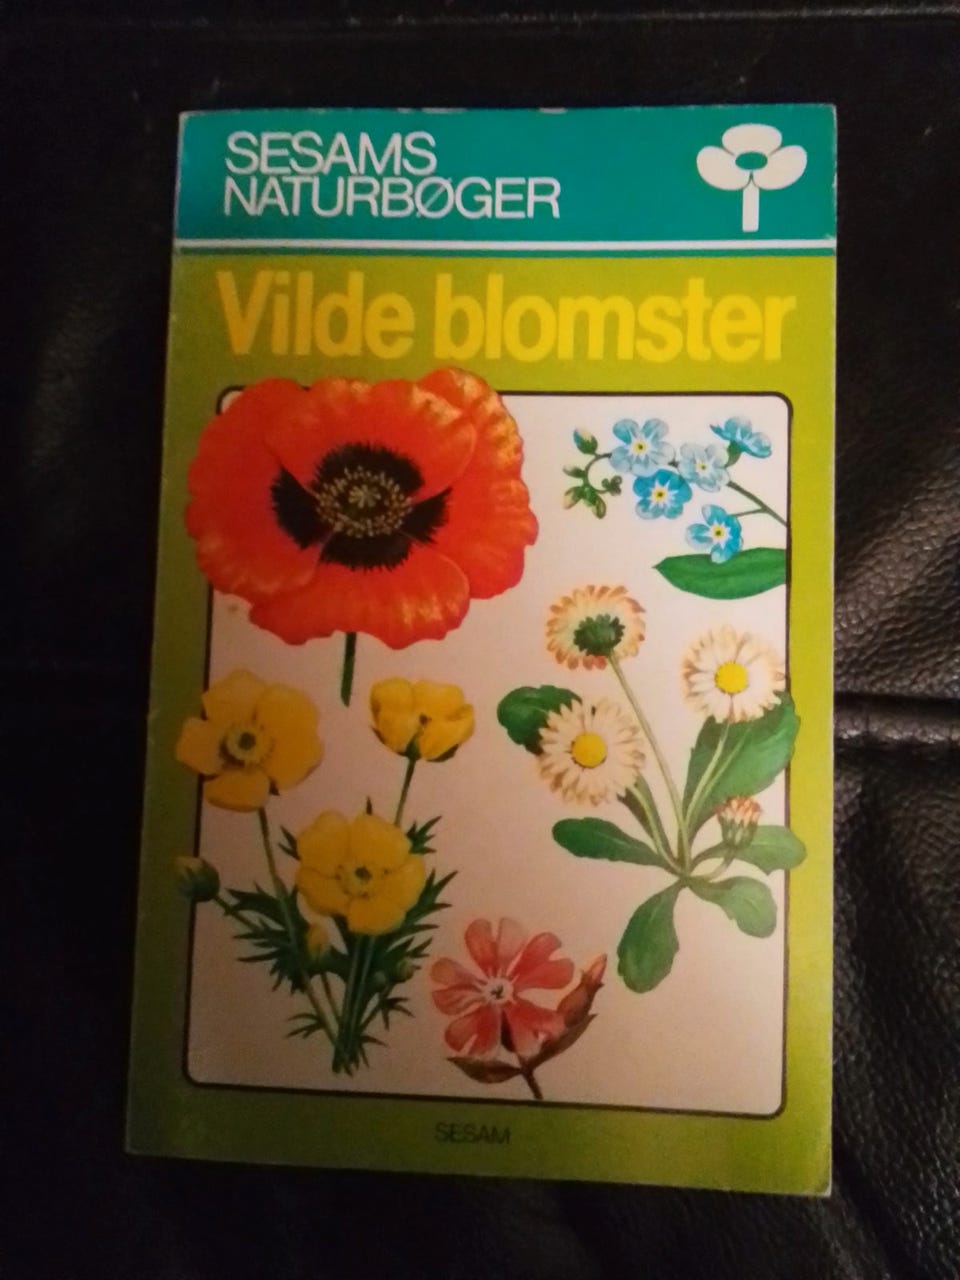 SESAMS
NATURBØGER
Vilde blomster
SESAM